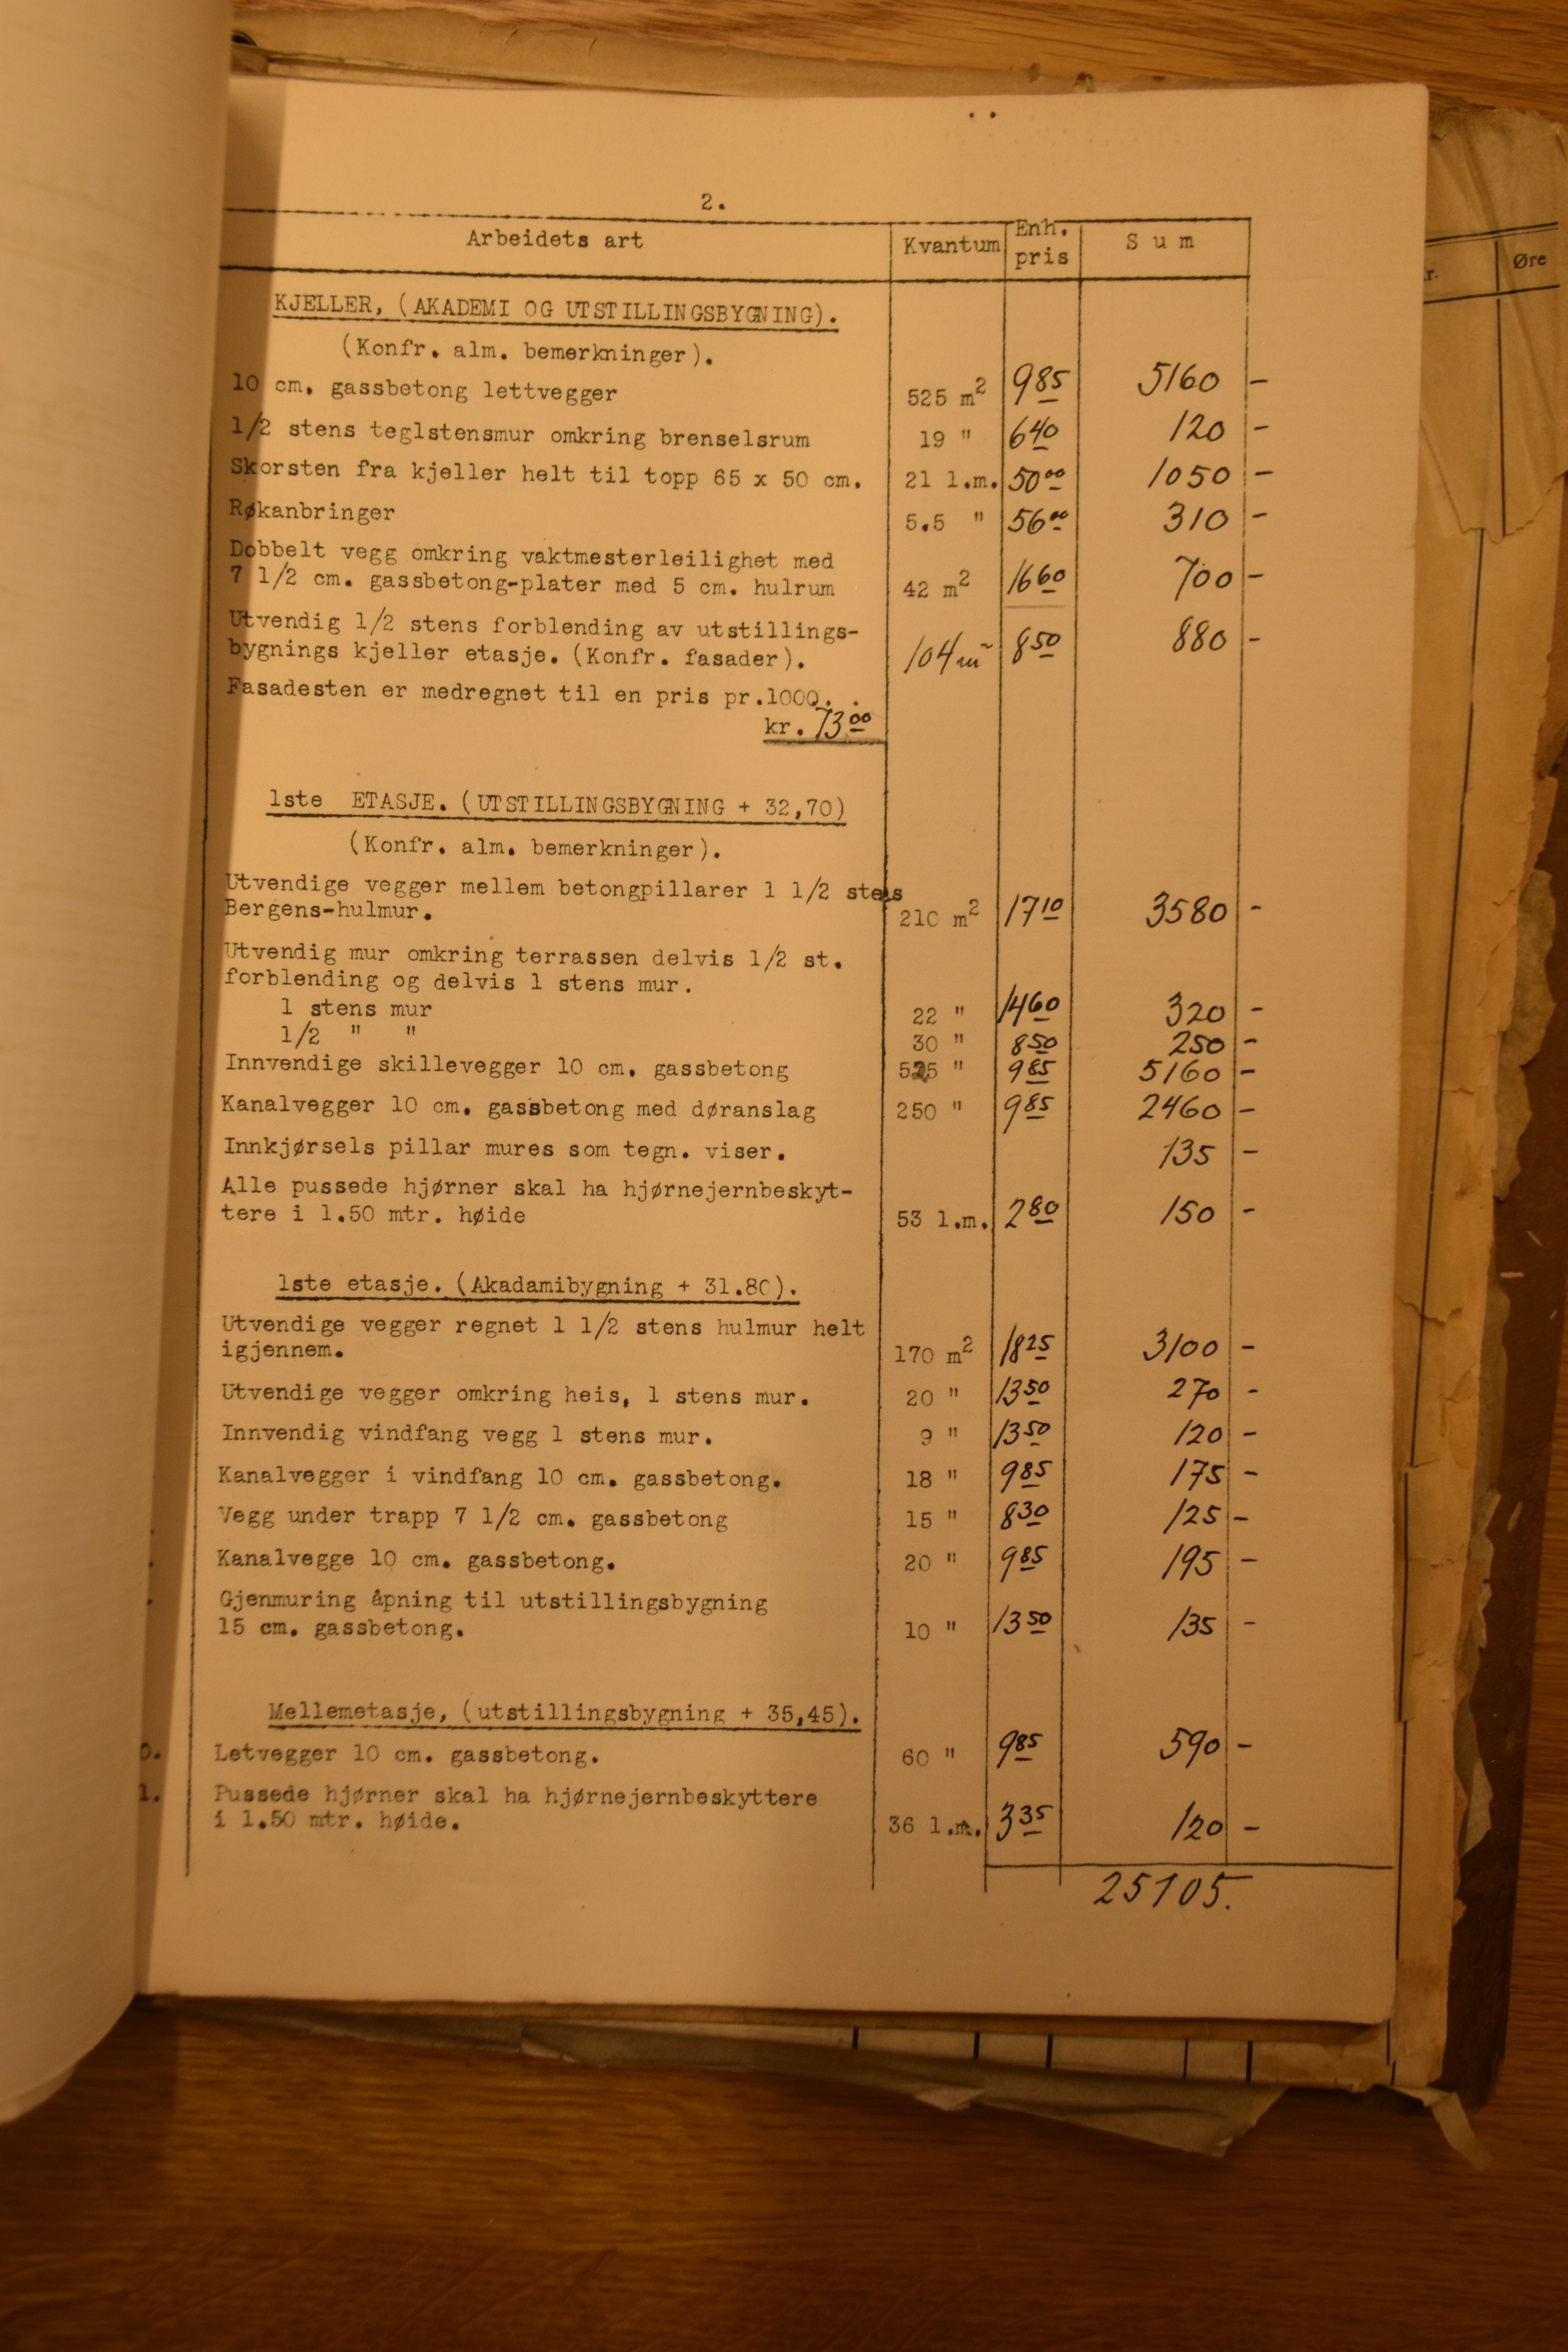 2.
Arbeidets art Kvantum Enh. pris Sum
KJELLER, (AKADEMI OG UTSTILLINGSBYGNING).
(Konfr. alm. bemerkninger).
10 cm. gassbetong lettvegger 525 m2 985 5160 -
1/2 stens teglstensmur omkring brenselsrum 19 " 640 120 -
Skorsten fra kjeller helt til topp 65 x 50 cm. 21 l.m. 5000 1050 -
Røkanbringer 5.5 " 5600 310 -
Dobbelt vegg omkring vaktmesterleilighet med
7 1/2 cm. gassbetong-plater med 5 cm. hulrum 42 m2 1660 700 -
Utvendig 1/2 stens forblending av utstillings-
bygnings kjeller etasje. (Konfr. fasader). 104 m2 850 880 -
Fasadesten er medregnet til en pris pr.1000.
kr. 7300
1ste ETASJE. (UTSTILLINGSBYGNING + 32,70)
(Konfr. alm. bemerkninger).
Utvendige vegger mellem betongpillarer 1 1/2 stens
Bergens-hulmur. 210 m2 1710 3580 -
Utvendig mur omkring terrassen delvis 1/2 st.
forblending og delvis 1 stens mur.
1 stens mur 22 " 1460 320 -
1/2 " " 30 " 850 250 -
Innvendige skillevegger 10 cm. gassbetong 525 " 985 5160 -
Kanalvegger 10 cm. gassbetong med døranslag 250 " 985 2460 -
Innkjørsels pillar mures som tegn. viser. 135 -
Alle pussede hjørner skal ha hjørnejernbeskyt-
tere i 1.50 mtr. høide 53 l.m. 280 150 -
1ste etasje. (Akadamibygning + 31.80).
Utvendige vegger regnet 1 1/2 stens hulmur helt
igjennem. 170 m2 1825 3100 -
Utvendige vegger omkring heis, 1 stens mur. 20 " 1350 270 -
Innvendig vindfang vegg 1 stens mur. 9 " 1350 120 -
Kanalvegger i vindfang 10 cm. gassbetong. 18 " 985 175 -
Vegg under trapp 7 1/2 cm. gassbetong 15 " 830 125 -
Kanalvegge 10 cm. gassbetong. 20 " 985 195 -
Gjenmuring åpning til utstillingsbygning
15 cm. gassbetong. 10 " 1350 135 -
Mellemetasje, (utstillingsbygning + 35,45).
Letvegger 10 cm. gassbetong. 60 " 985 590 -
1. Pussede hjørner skal ha hjørnejernbeskyttere
i 1.50 mtr. høide. 36 l.m. 335 120 -
25105.
r. Øre